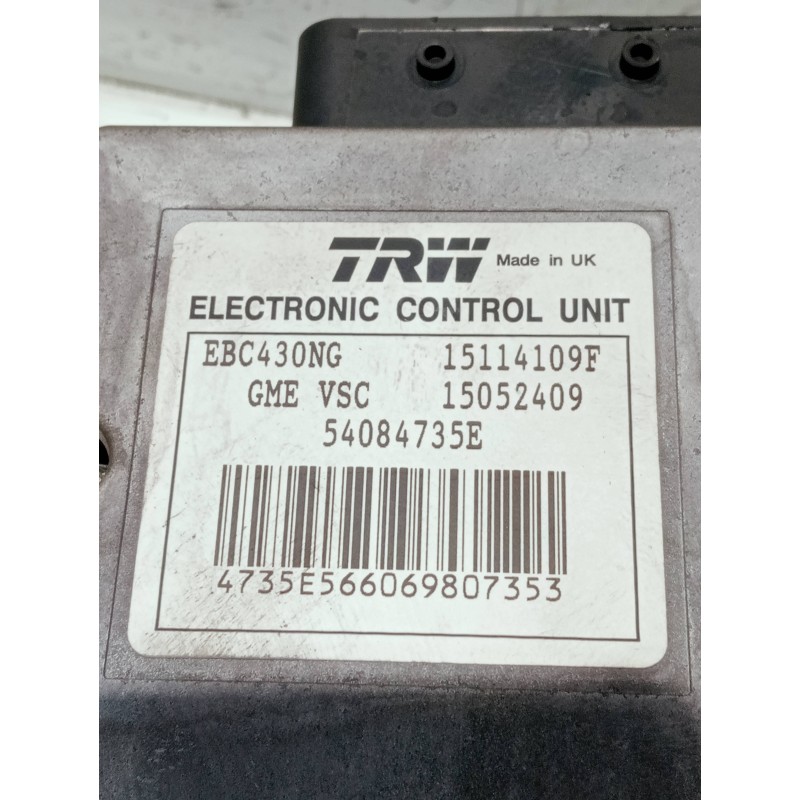 TRW Made in UK
ELECTRONIC CONTROL UNIT
EBC430NG 15114109F
GME VSC 15052409
54084735E
4735E566069807353